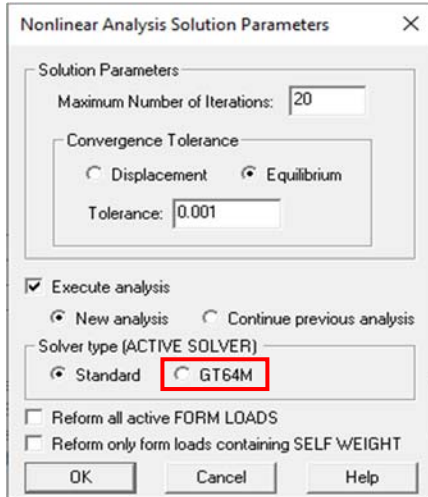 Nonlinear Analysis Solution Parameters
Solution Parameters
Maximum Number of Iterations: 20
Convergence Tolerance
Displacement Equilibrium
Tolerance: 0.001
Execute analysis
New analysis Continue previous analysis
Solver type (ACTIVE SOLVER)
Standard GT64M
Reform all active FORM LOADS
Reform only form loads containing SELF WEIGHT
OK Cancel Help